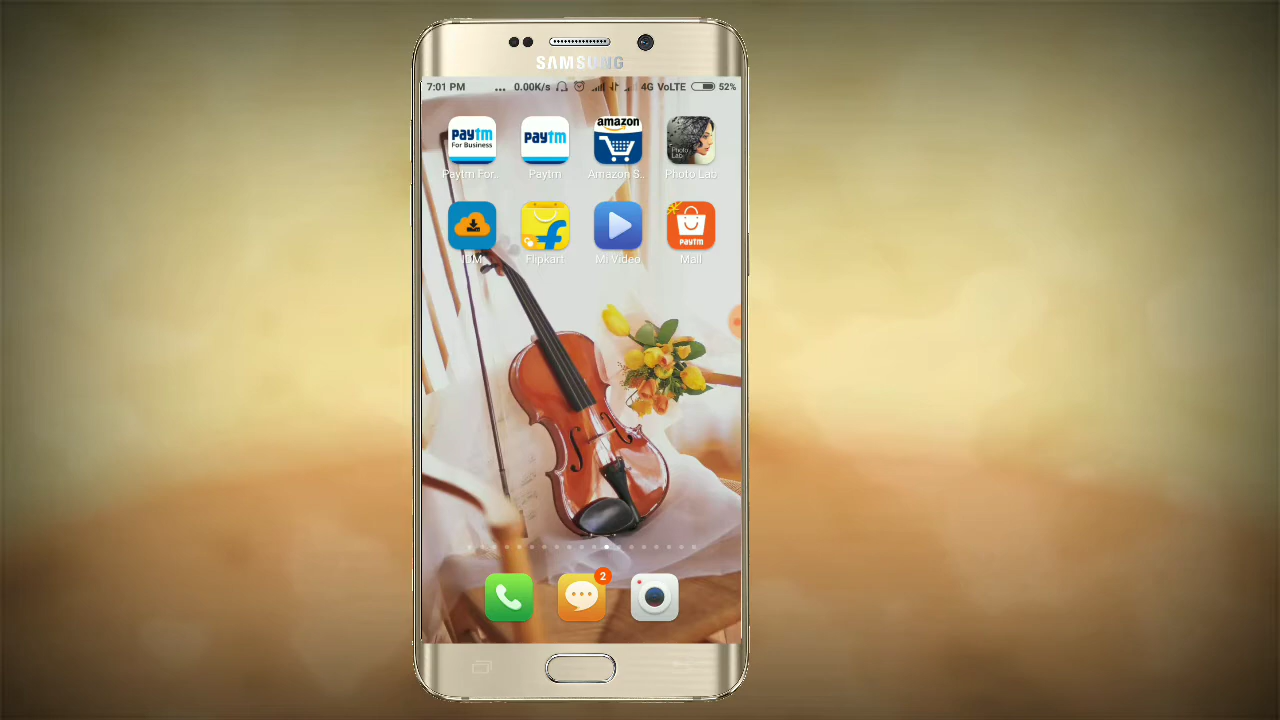 SAMSUNG
7:01 PM ... 0.00K/s 4G VoLTE 52%
paytm
For Business
paytm
amazon
Photo
Lab
Paytm For..
Paytm
Amazon S..
Photo Lab
paytm
IDM+
Flipkart
Mi Video
Mall
2